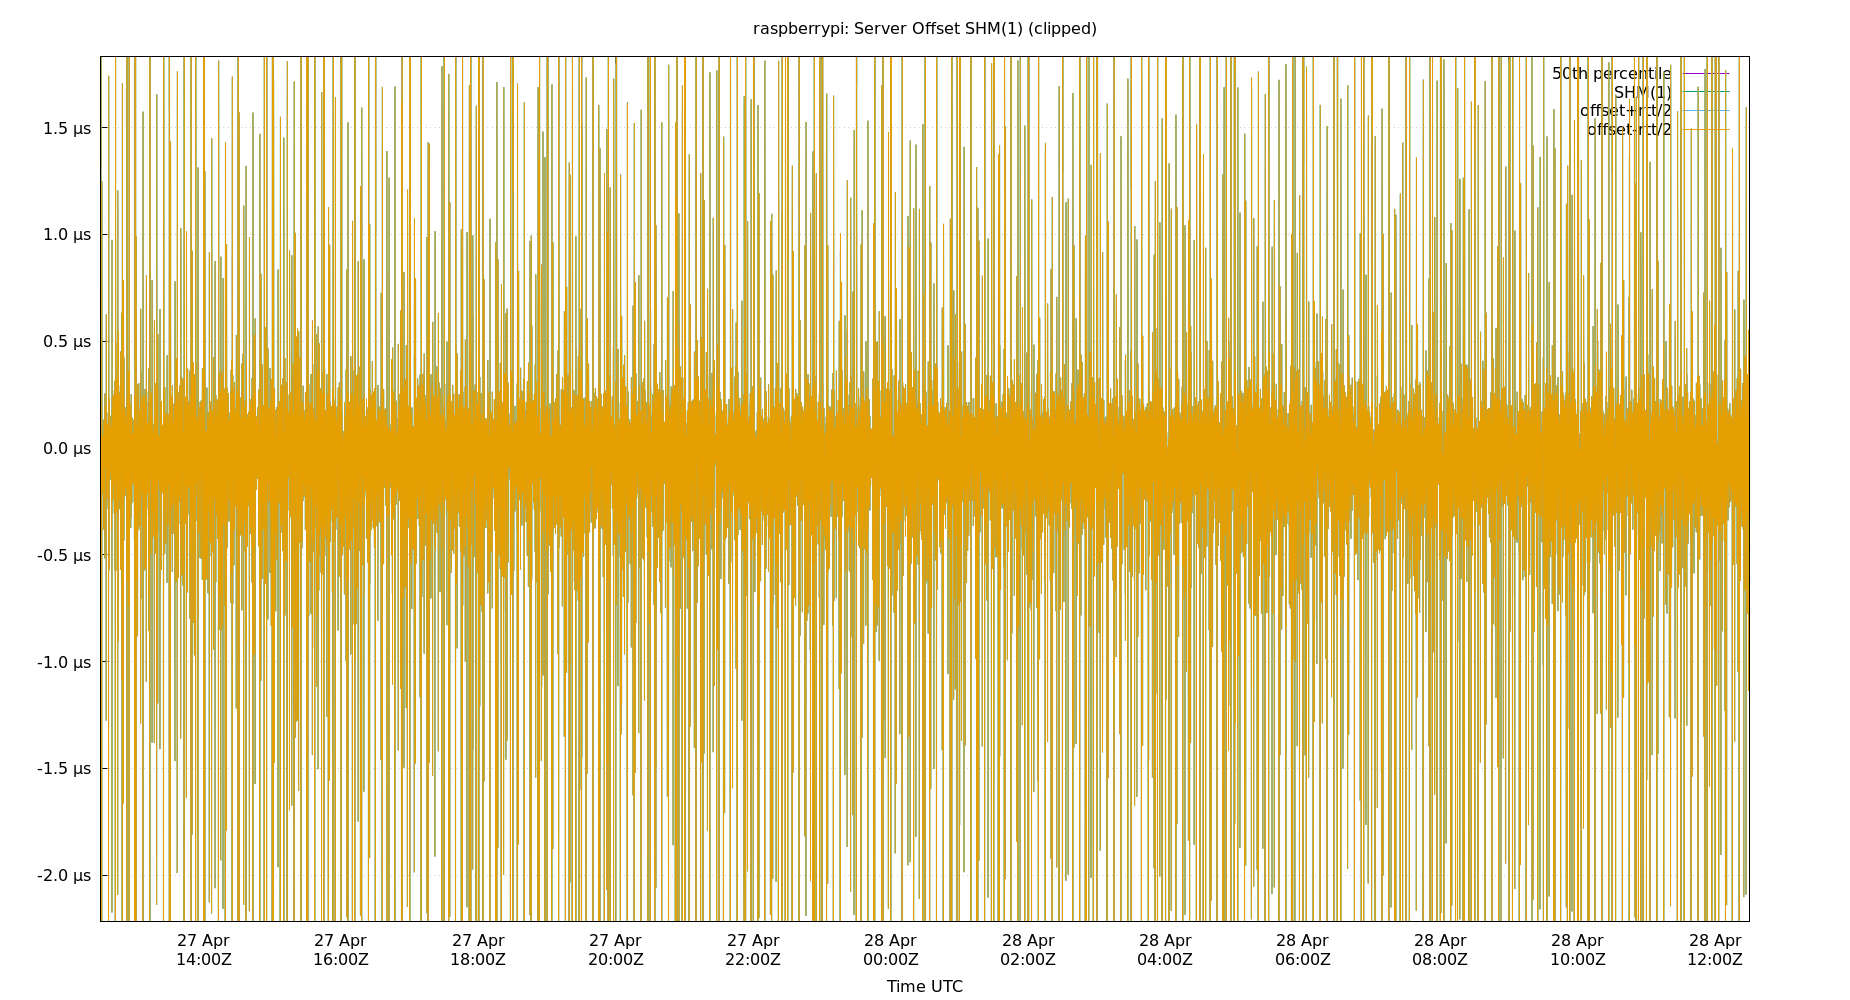 raspberrypi: Server Offset SHM(1) (clipped)
50th percentile
SHM(1)
offset+rtt/2
offset-rtt/2
1.5 µs
1.0 µs
0.5 µs
0.0 µs
-0.5 µs
-1.0 µs
-1.5 µs
-2.0 µs
27 Apr 27 Apr 27 Apr 27 Apr 27 Apr 28 Apr 28 Apr 28 Apr 28 Apr 28 Apr 28 Apr 28 Apr
14:00Z 16:00Z 18:00Z 20:00Z 22:00Z 00:00Z 02:00Z 04:00Z 06:00Z 08:00Z 10:00Z 12:00Z
Time UTC